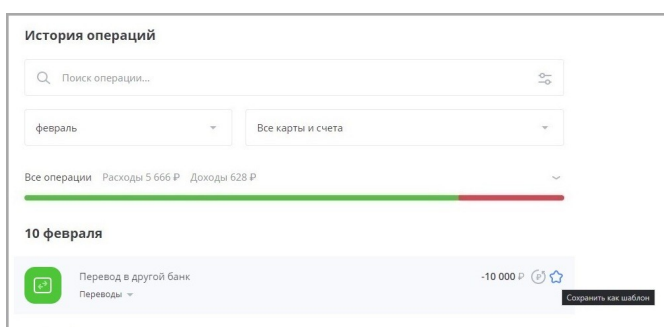 История операций
Поиск операции...
февраль
Все карты и счета
Все операции Расходы 5 666 ₽ Доходы 628 ₽
10 февраля
Перевод в другой банк
-10 000 ₽
Переводы
Сохранить как шаблон